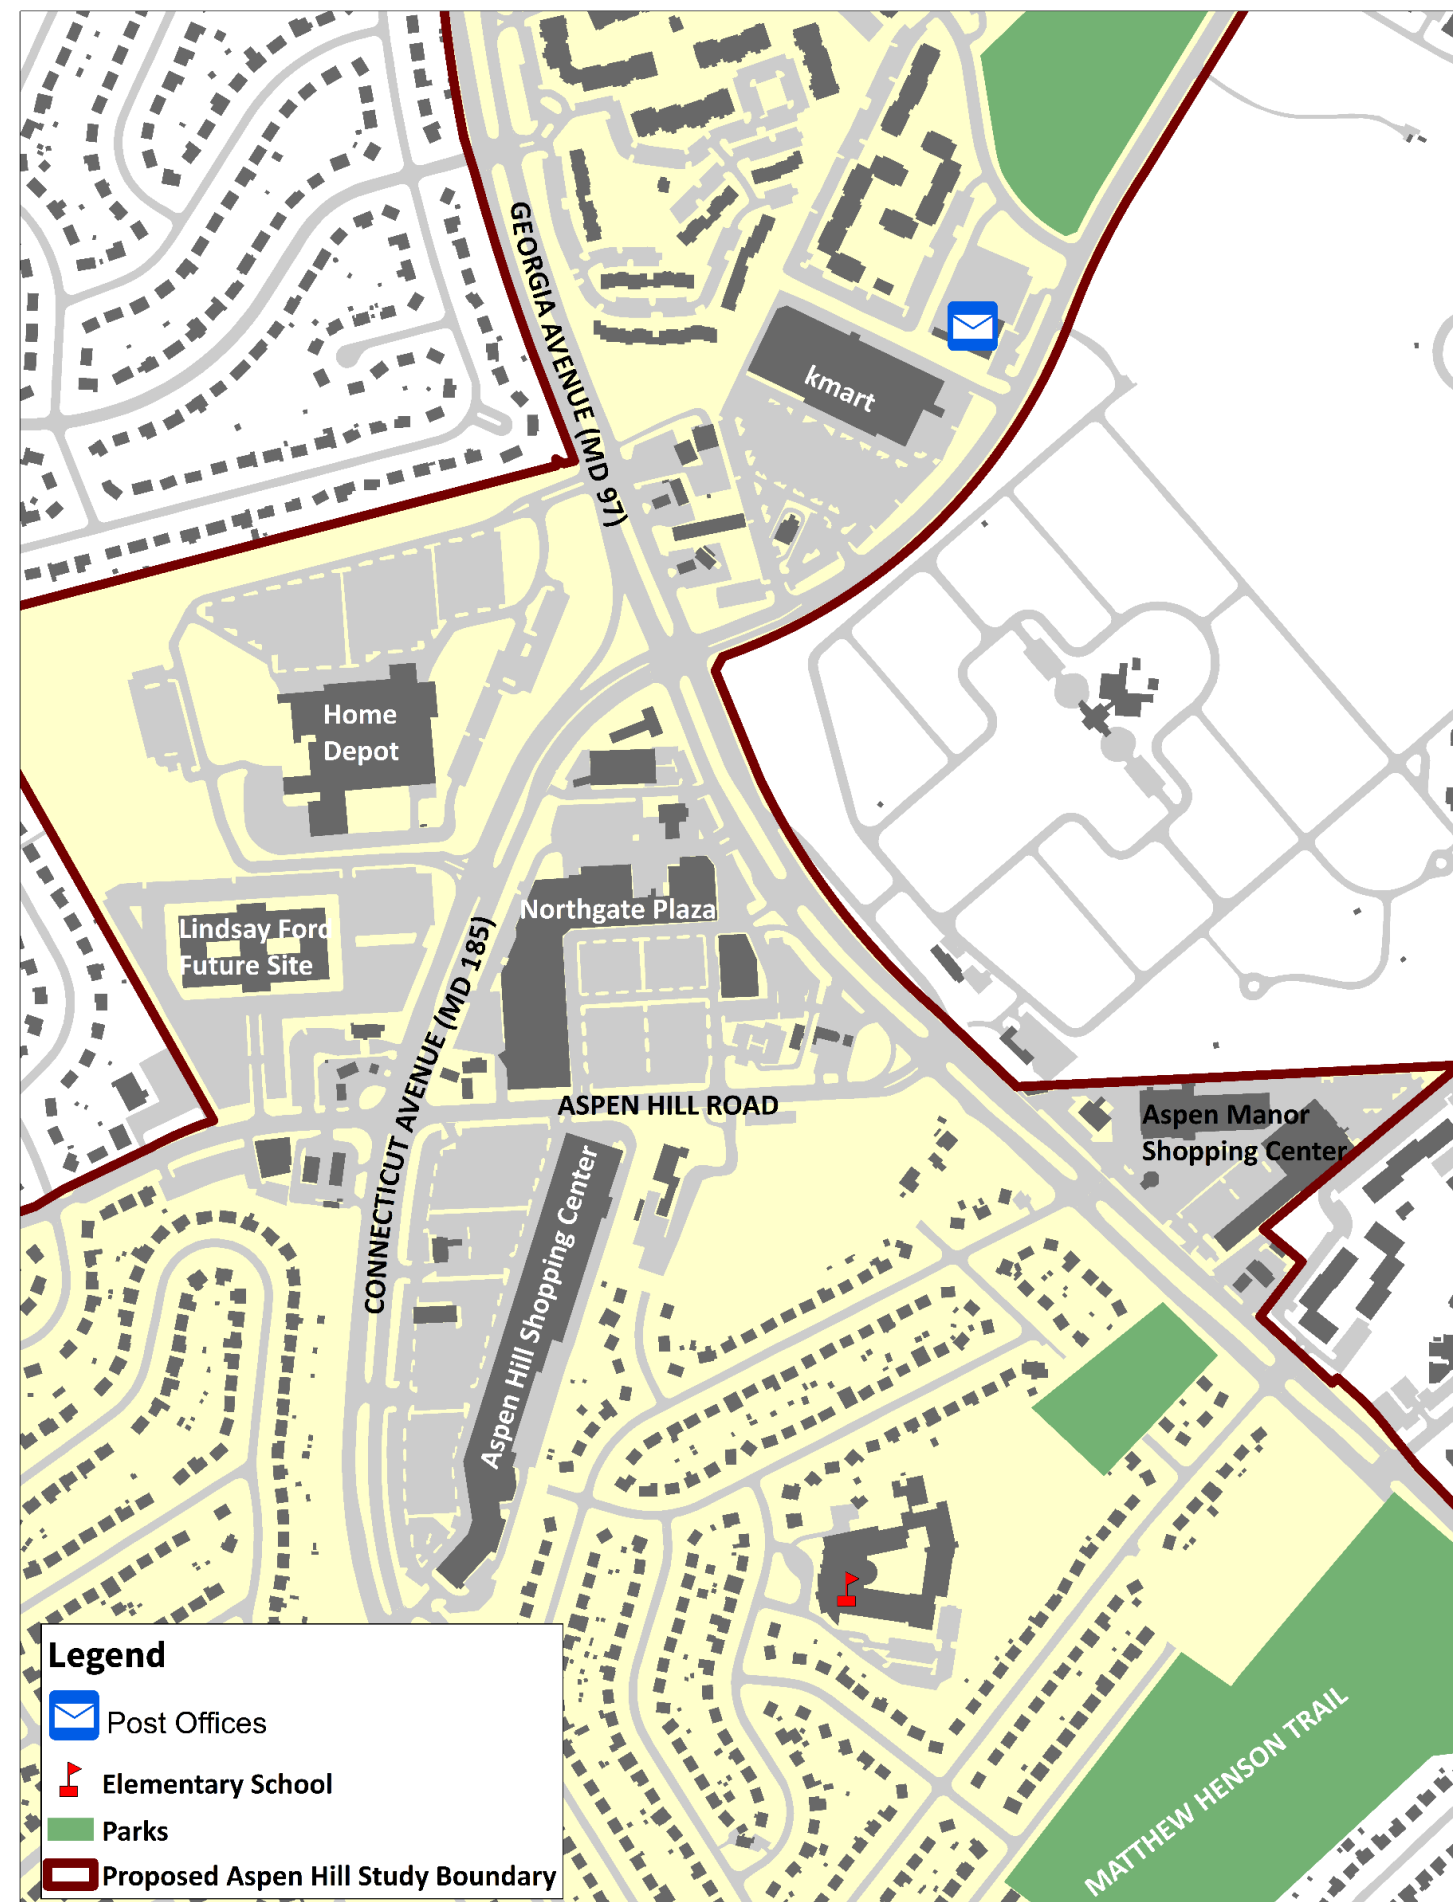 GEORGIA AVENUE (MD 97)
kmart
Home
Depot
Northgate Plaza
Lindsay Ford
Future Site
CONNECTICUT AVENUE (MD 185)
ASPEN HILL ROAD
Aspen Manor
Shopping Center
Aspen Hill Shopping Center
MATTHEW HENSON TRAIL
Legend
Post Offices
Elementary School
Parks
Proposed Aspen Hill Study Boundary